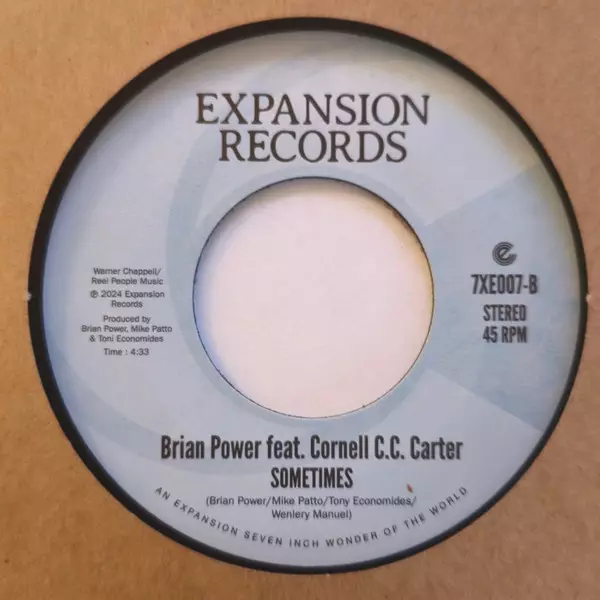 EXPANSION
RECORDS
Warner Chappell/
Reel People Music
℗ 2024 Expansion
Records
Produced by
Brian Power, Mike Patto
& Toni Economides
Time : 4:33
e
7XE007-B
STEREO
45 RPM
Brian Power feat. Cornell C.C. Carter
SOMETIMES
(Brian Power/Mike Patto/Tony Economides/
Wenlery Manuel)
AN EXPANSION SEVEN INCH WONDER OF THE WORLD